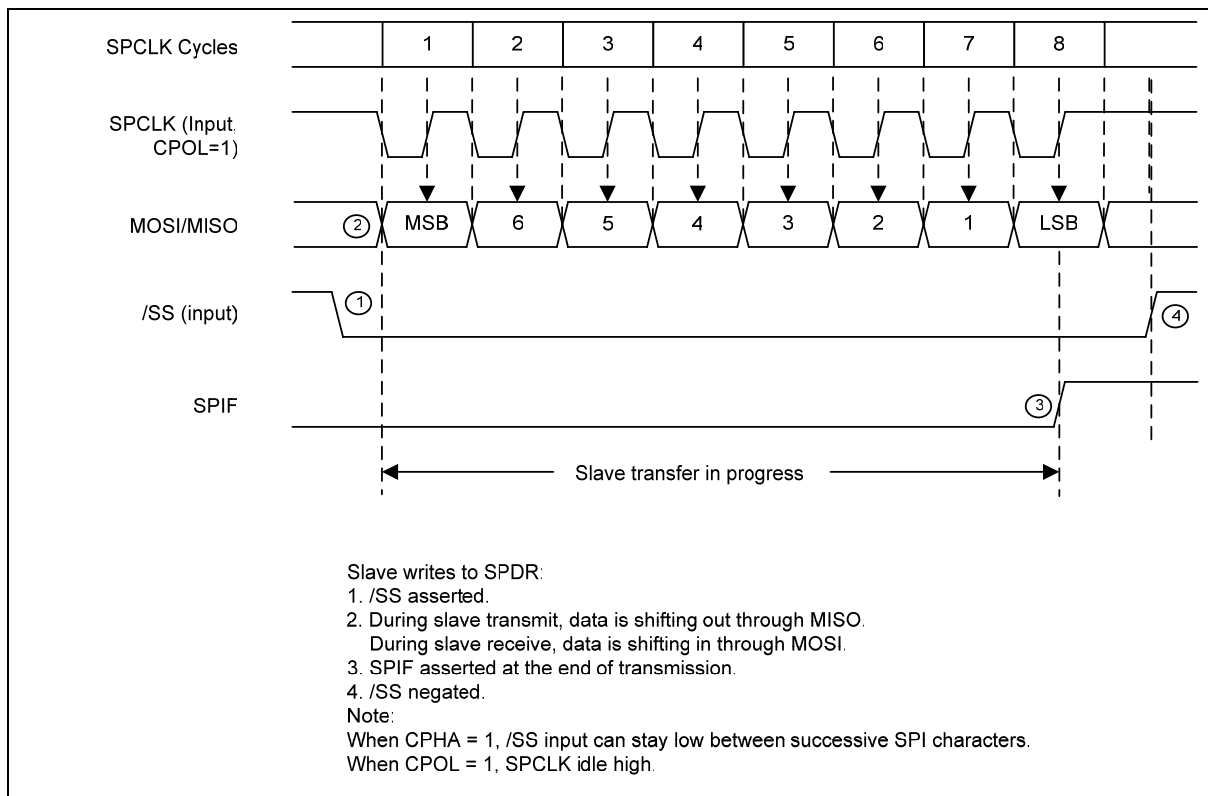 SPCLK Cycles
1 2 3 4 5 6 7 8
SPCLK (Input,
CPOL=1)
MOSI/MISO
2 MSB 6 5 4 3 2 1 LSB
/SS (input)
1
4
SPIF
3
Slave transfer in progress
Slave writes to SPDR:
1. /SS asserted.
2. During slave transmit, data is shifting out through MISO.
During slave receive, data is shifting in through MOSI.
3. SPIF asserted at the end of transmission.
4. /SS negated.
Note:
When CPHA = 1, /SS input can stay low between successive SPI characters.
When CPOL = 1, SPCLK idle high.